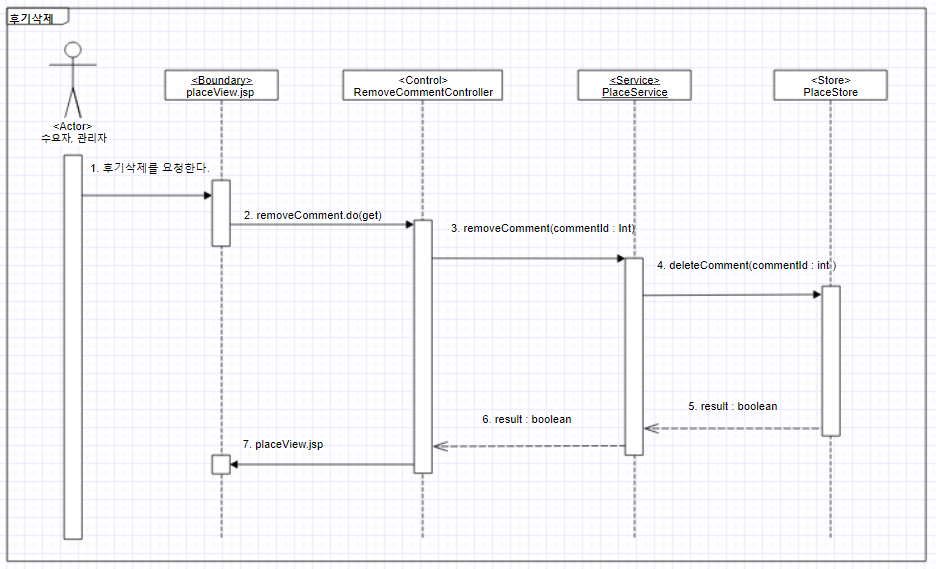 후기삭제
<Boundary>
placeView.jsp
<Control>
RemoveCommentController
<Service>
PlaceService
<Store>
PlaceStore
<Actor>
수요자, 관리자
1. 후기삭제를 요청한다.
2. removeComment.do(get)
3. removeComment(commentId : Int)
4. deleteComment(commentId : int )
5. result : boolean
6. result : boolean
7. placeView.jsp